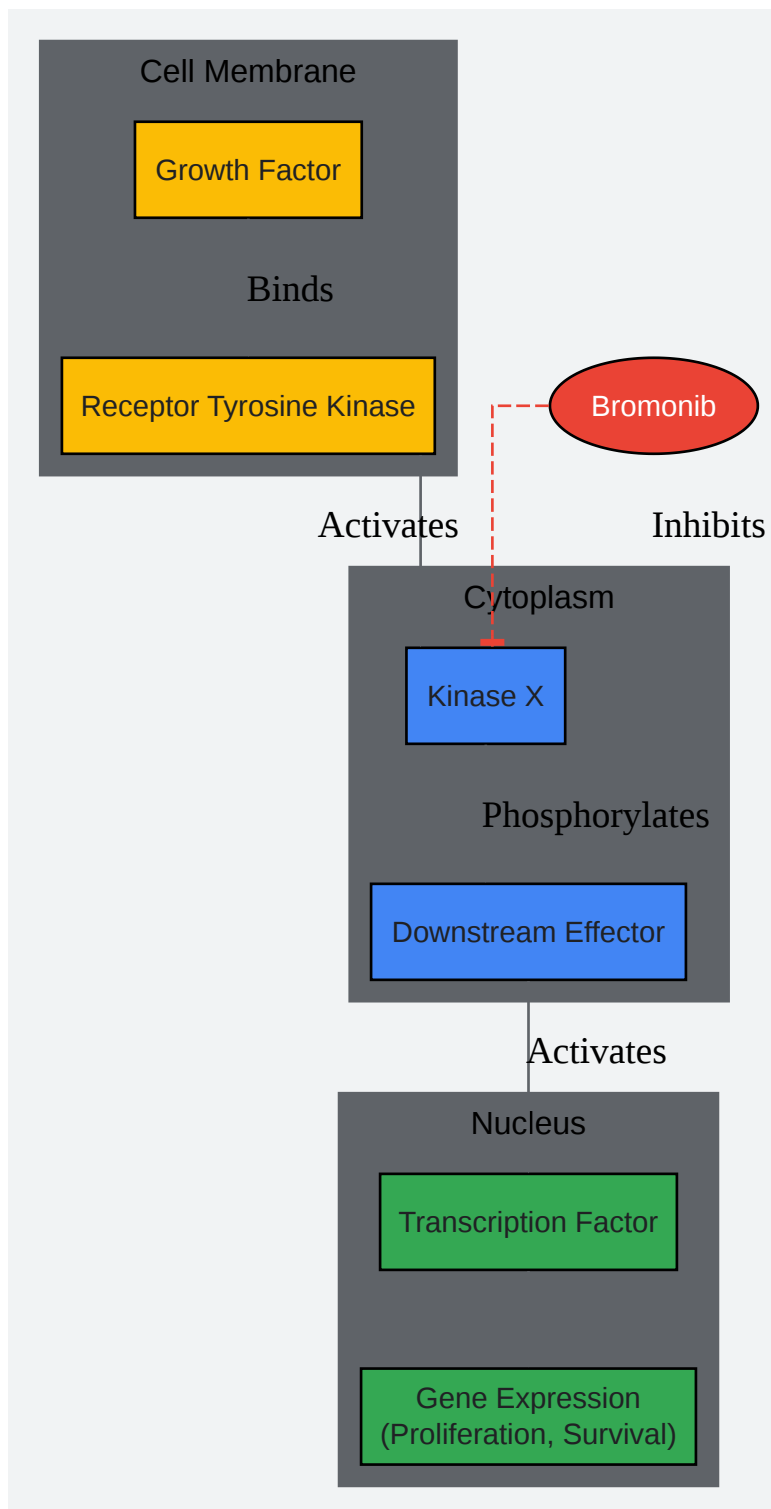 Cell Membrane
Growth Factor
Binds
Receptor Tyrosine Kinase
Bromonib
Activates
Inhibits
Cytoplasm
Kinase X
Phosphorylates
Downstream Effector
Activates
Nucleus
Transcription Factor
Gene Expression
(Proliferation, Survival)